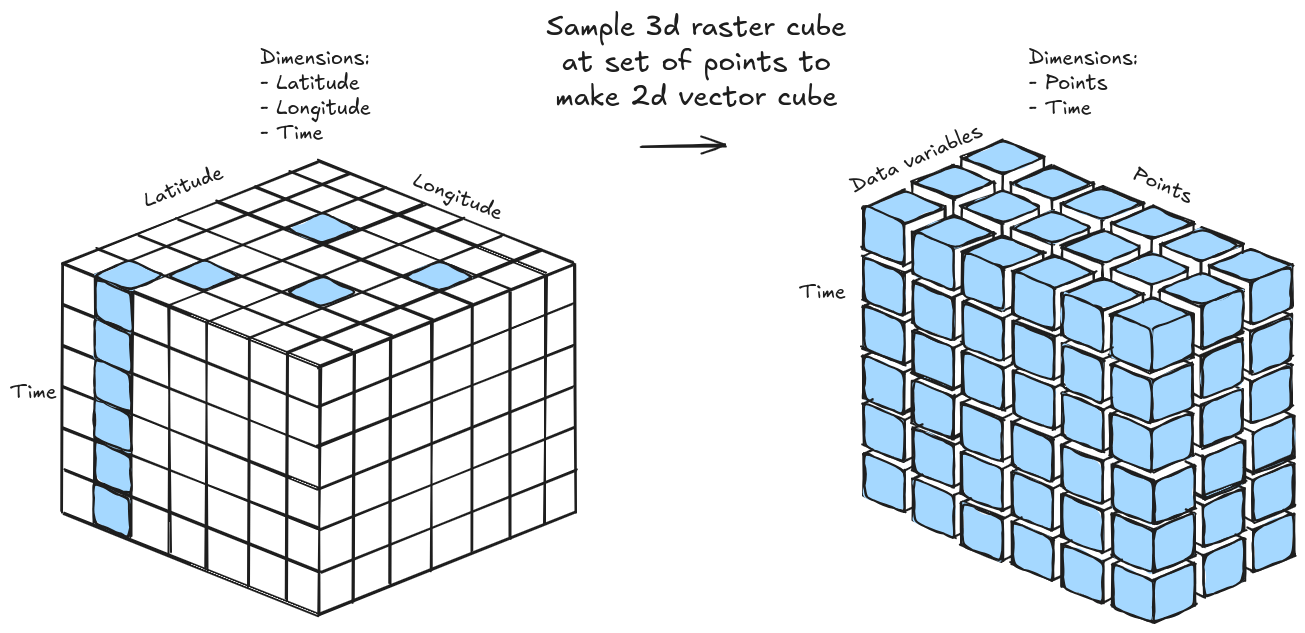 Sample 3d raster cube
at set of points to
make 2d vector cube
Dimensions:
- Latitude
- Longitude
- Time
Latitude
Longitude
Time
Dimensions:
- Points
- Time
Data variables
Points
Time